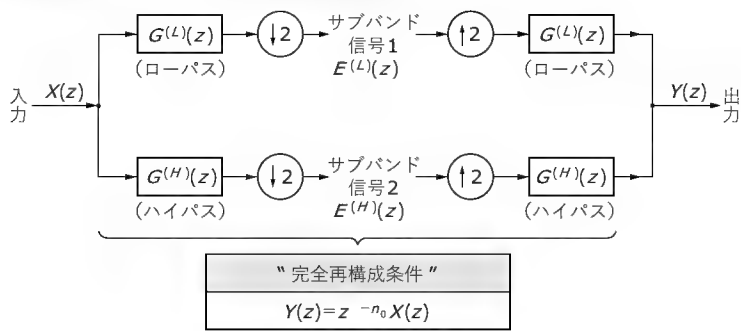 G(L)(z) ↓2 サブバンド ↑2 G(L)(z)
(ローパス) 信号1 (ローパス)
E(L)(z)
入力 X(z) Y(z) 出力
G(H)(z) ↓2 サブバンド ↑2 G(H)(z)
(ハイパス) 信号2 (ハイパス)
E(H)(z)
"完全再構成条件"
Y(z)=z −n₀ X(z)